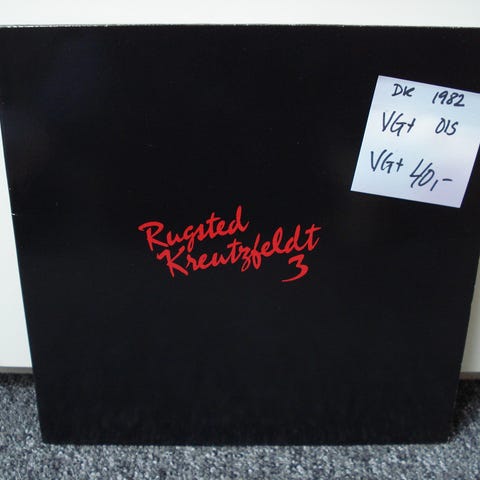 DK 1982
VG+ OIS
VG+ 40,-
Rugsted
Kreutzfeldt
3